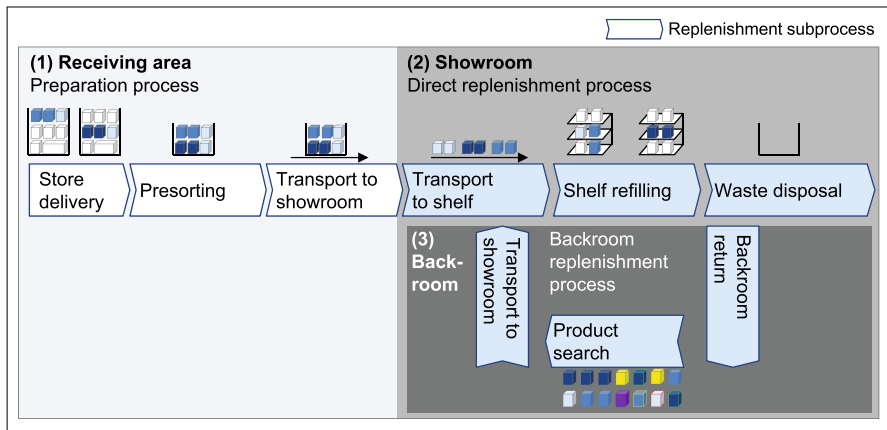 Replenishment subprocess
(1) Receiving area
Preparation process
(2) Showroom
Direct replenishment process
Store
delivery
Presorting
Transport to
showroom
Transport
to shelf
Shelf refilling
Waste disposal
(3)
Back-
room
Transport to
showroom
Backroom
replenishment
process
Backroom
return
Product
search